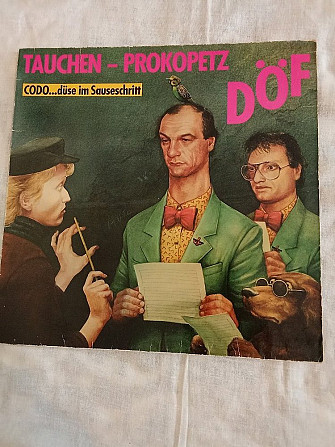 TAUCHEN – PROKOPETZ
CODO...düse im Sauseschritt
DÖF